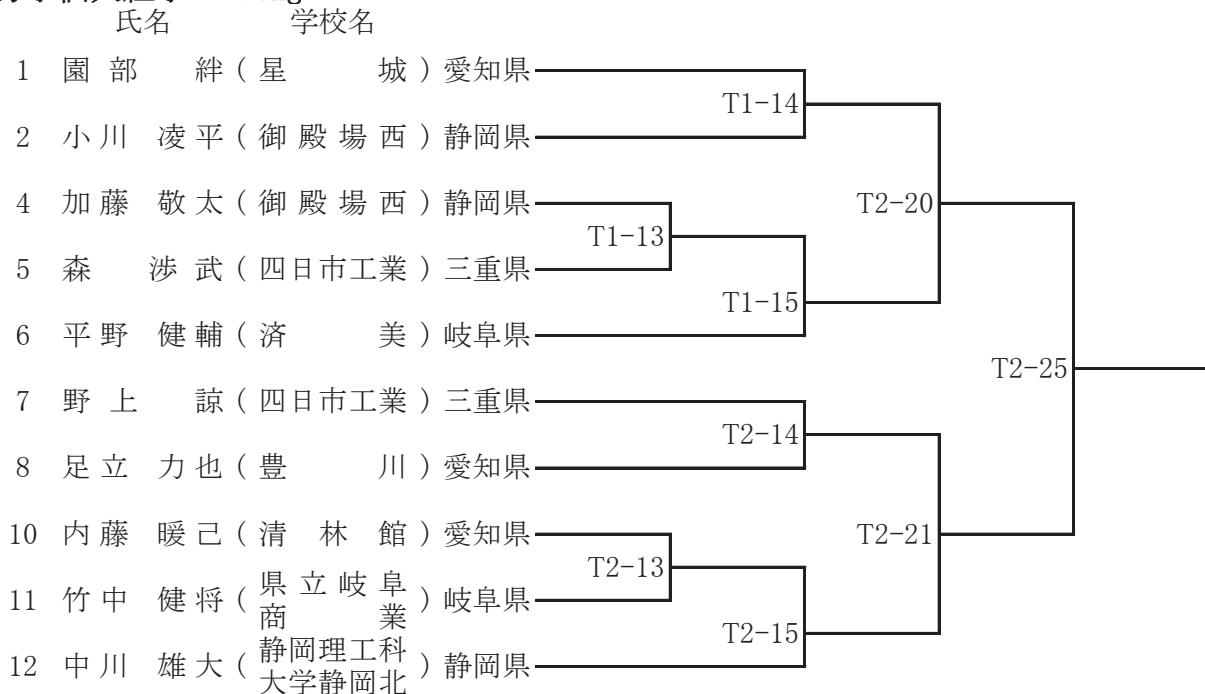 氏名 学校名
1 園部 絆 (星城) 愛知県
T1-14
2 小川 凌平 (御殿場西) 静岡県
4 加藤 敬太 (御殿場西) 静岡県
T2-20
T1-13
5 森 渉武 (四日市工業) 三重県
T1-15
6 平野 健輔 (済美) 岐阜県
T2-25
7 野上 諒 (四日市工業) 三重県
T2-14
8 足立 力也 (豊川) 愛知県
10 内藤 暖己 (清林館) 愛知県
T2-21
T2-13
11 竹中 健将 (県立岐阜商業) 岐阜県
T2-15
12 中川 雄大 (静岡理工科大学静岡北) 静岡県